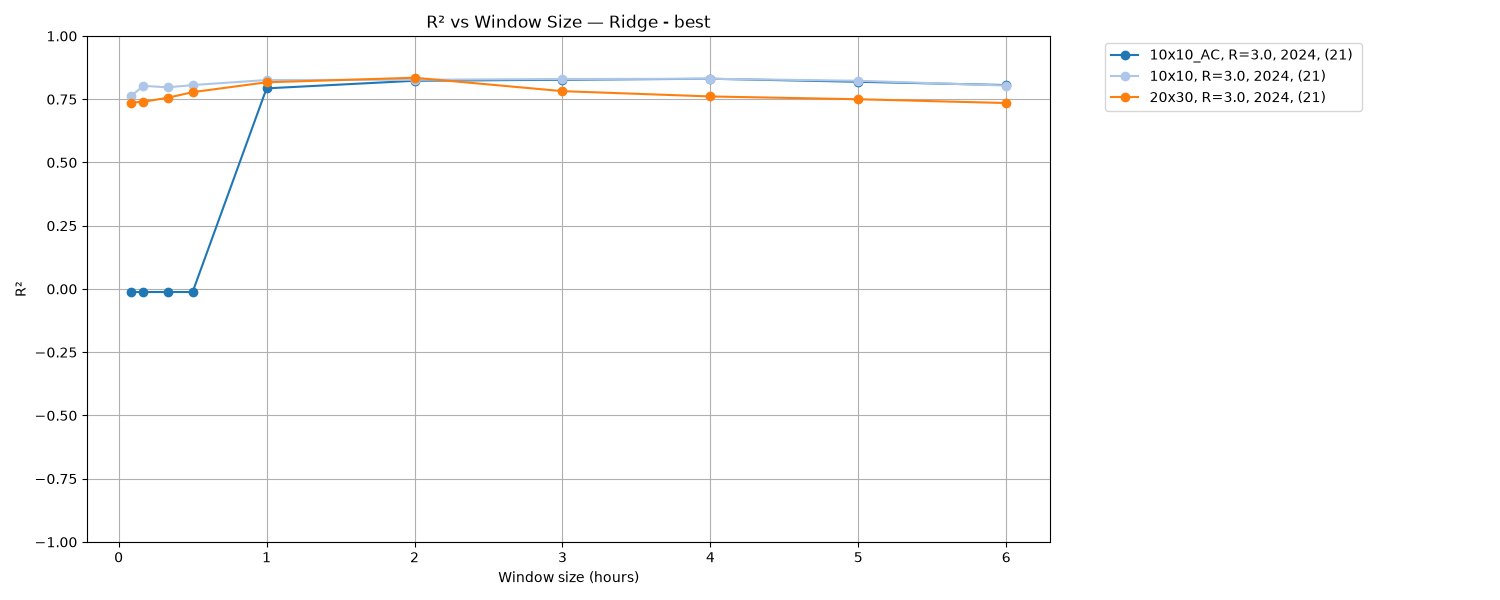 R² vs Window Size — Ridge - best
1.00
0.75
0.50
0.25
0.00
−0.25
−0.50
−0.75
−1.00
R²
0 1 2 3 4 5 6
Window size (hours)
10x10_AC, R=3.0, 2024, (21)
10x10, R=3.0, 2024, (21)
20x30, R=3.0, 2024, (21)